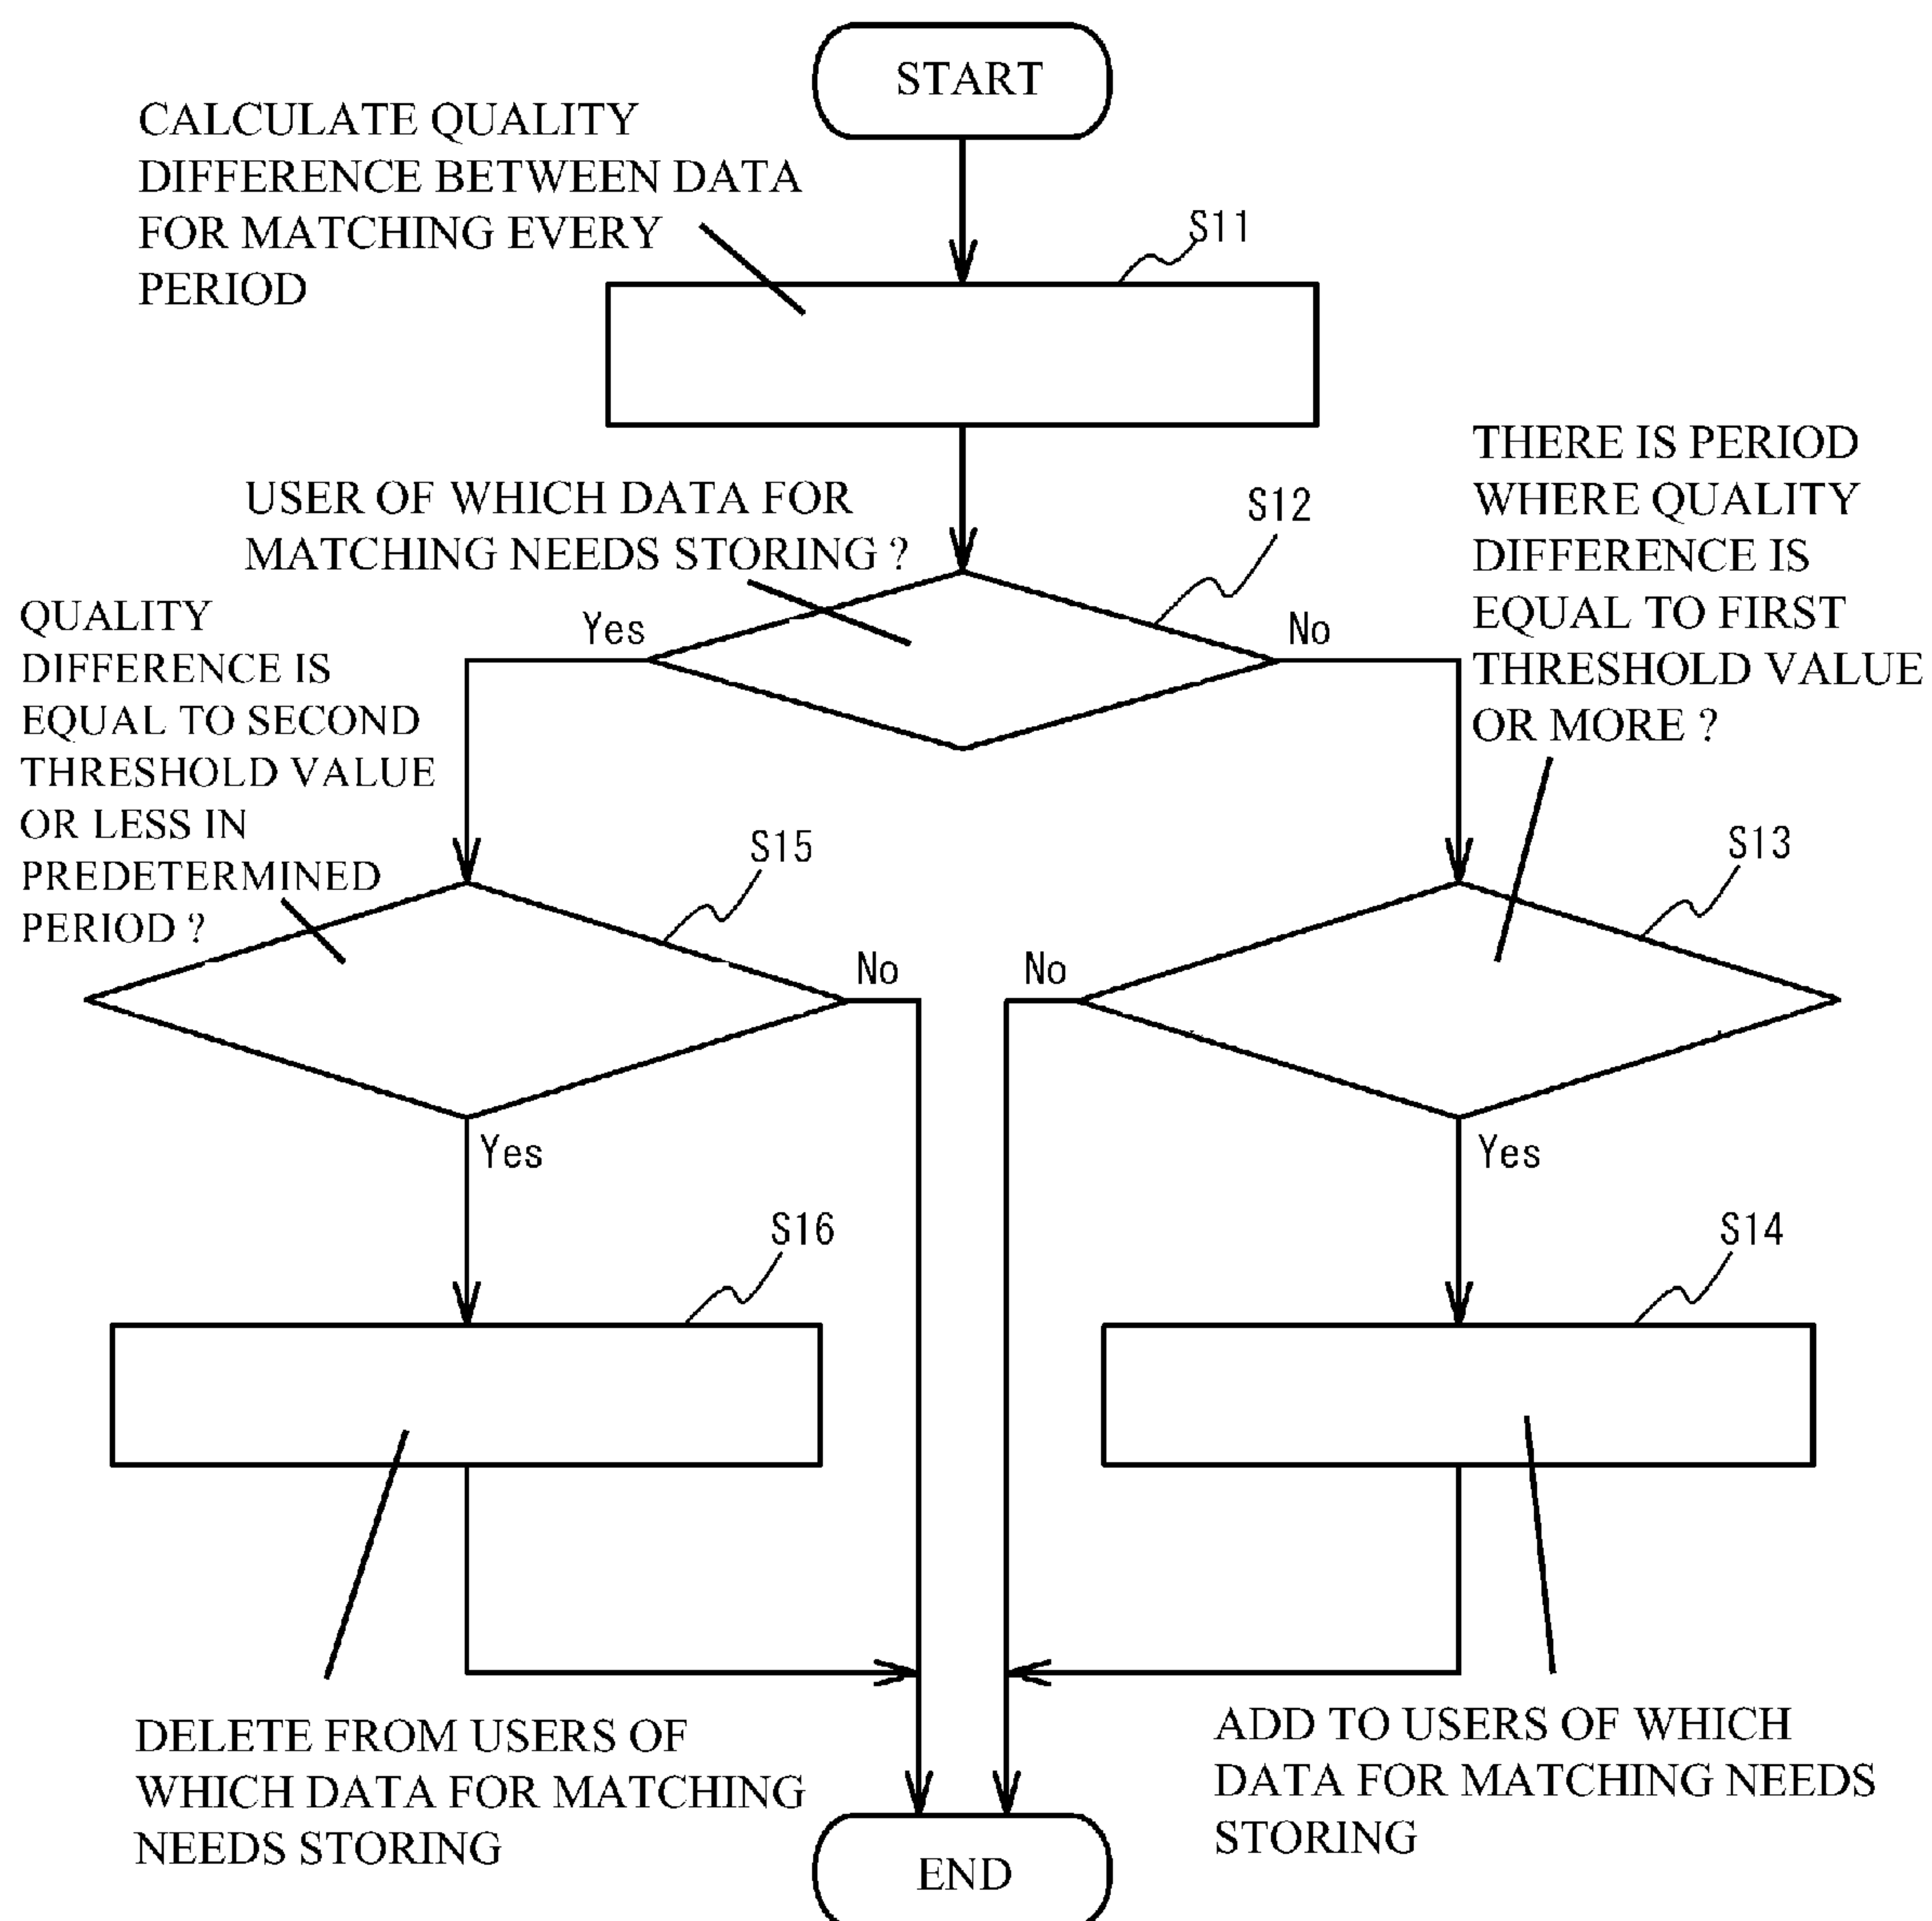 START
CALCULATE QUALITY
DIFFERENCE BETWEEN DATA
FOR MATCHING EVERY
PERIOD
S11
USER OF WHICH DATA FOR
MATCHING NEEDS STORING ?
S12
THERE IS PERIOD
WHERE QUALITY
DIFFERENCE IS
EQUAL TO FIRST
THRESHOLD VALUE
OR MORE ?
Yes
No
QUALITY
DIFFERENCE IS
EQUAL TO SECOND
THRESHOLD VALUE
OR LESS IN
PREDETERMINED
PERIOD ?
S15
S13
No
No
Yes
Yes
S16
S14
DELETE FROM USERS OF
WHICH DATA FOR MATCHING
NEEDS STORING
ADD TO USERS OF WHICH
DATA FOR MATCHING NEEDS
STORING
END